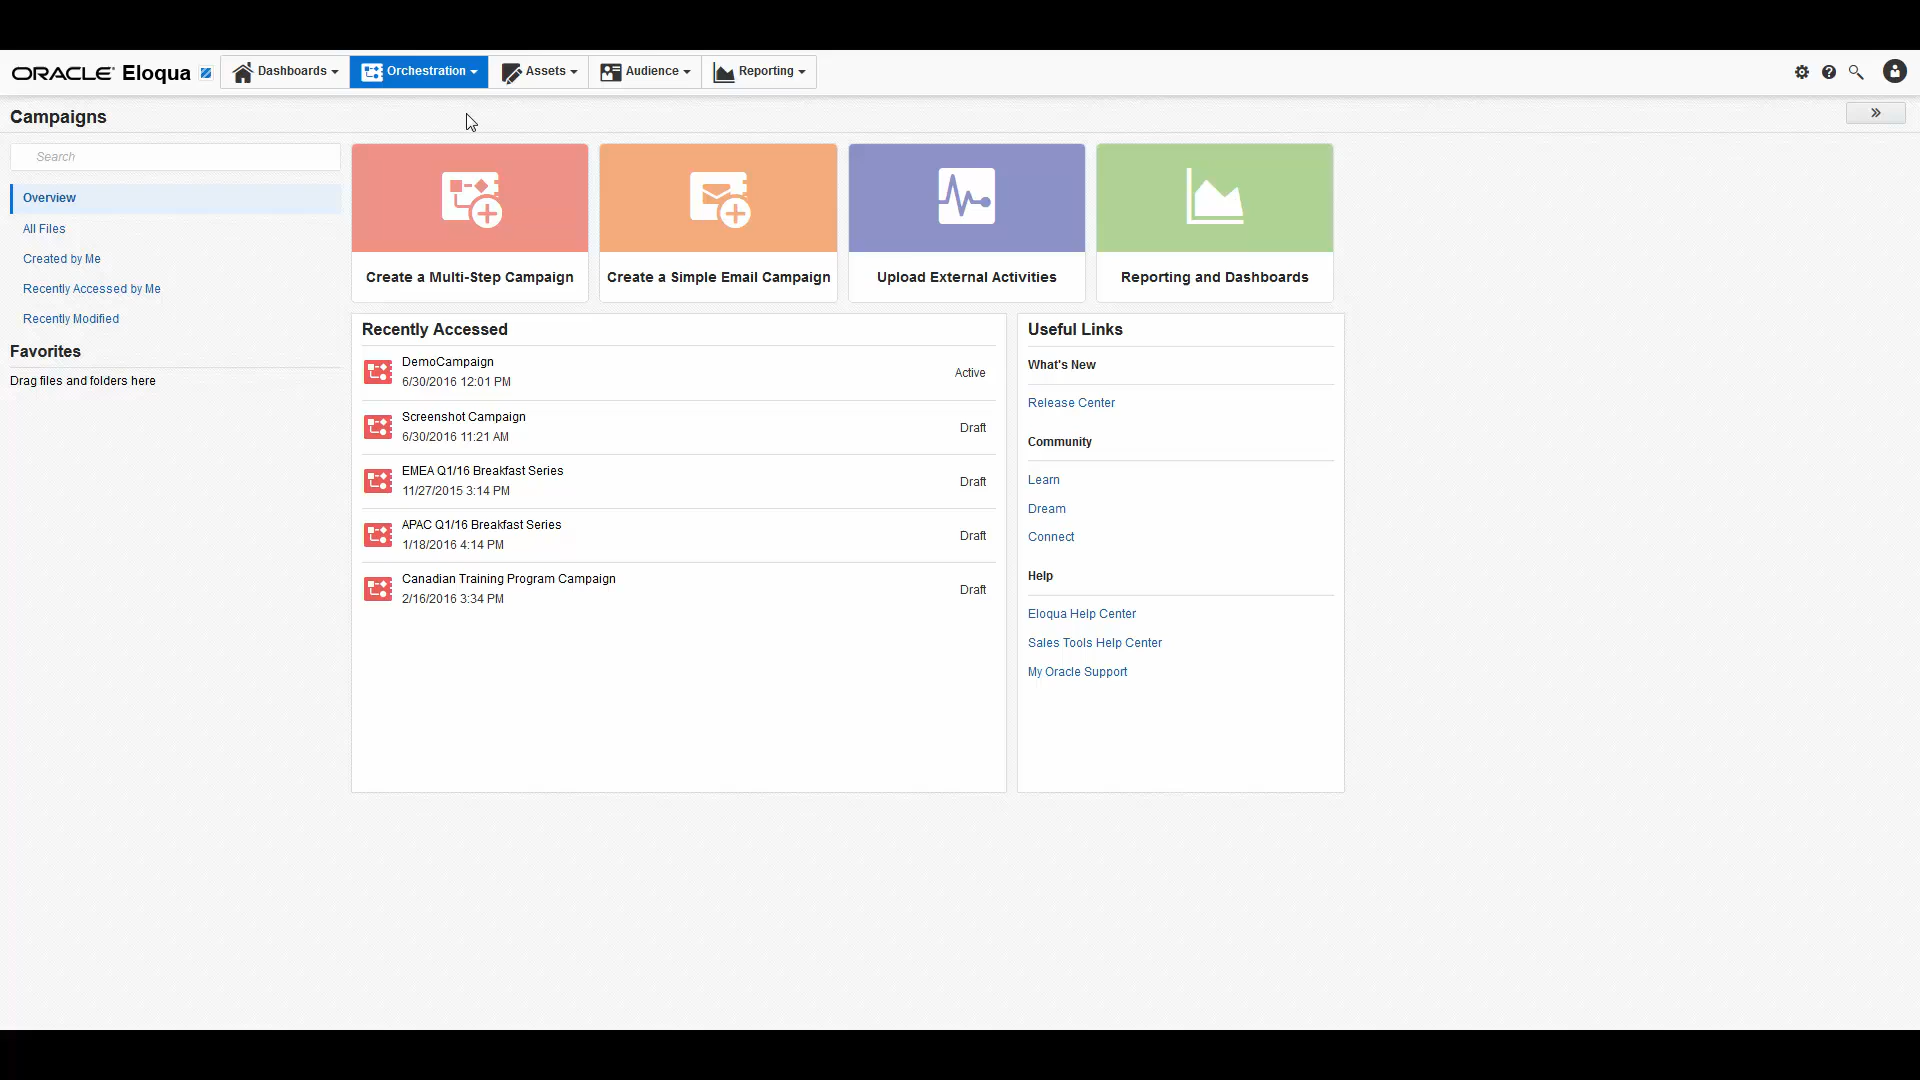 ORACLE Eloqua
Dashboards
Orchestration
Assets
Audience
Reporting
Campaigns
Search
Overview
All Files
Created by Me
Recently Accessed by Me
Recently Modified
Favorites
Drag files and folders here
Create a Multi-Step Campaign
Create a Simple Email Campaign
Upload External Activities
Reporting and Dashboards
Recently Accessed
DemoCampaign
6/30/2016 12:01 PM
Active
Screenshot Campaign
6/30/2016 11:21 AM
Draft
EMEA Q1/16 Breakfast Series
11/27/2015 3:14 PM
Draft
APAC Q1/16 Breakfast Series
1/18/2016 4:14 PM
Draft
Canadian Training Program Campaign
2/16/2016 3:34 PM
Draft
Useful Links
What's New
Release Center
Community
Learn
Dream
Connect
Help
Eloqua Help Center
Sales Tools Help Center
My Oracle Support